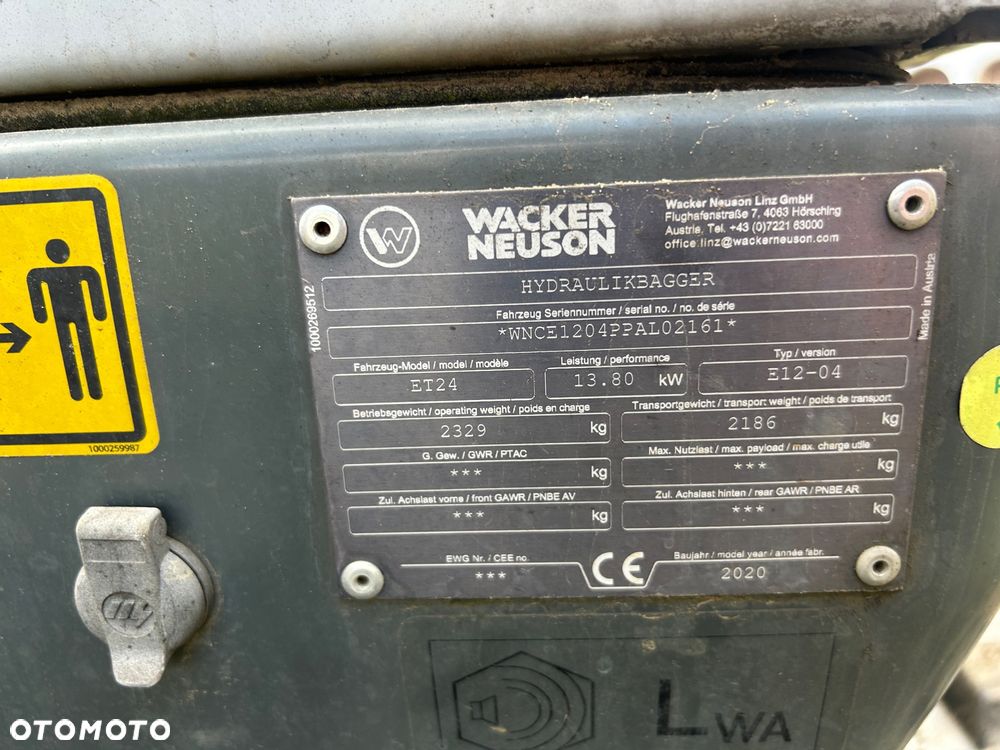 WACKER
NEUSON
Wacker Neuson Linz GmbH
Flughafenstraße 7, 4063 Hörsching
Austria, Tel. +43 (0)7221 63000
office.linz@wackerneuson.com
HYDRAULIKBAGGER
Fahrzeug Seriennummer / serial no. / no. de série
*WNCE1204PPAL02161*
Fahrzeug-Model / model / modèle
ET24
Leistung / performance
13.80 kW
Typ / version
E12-04
Betriebsgewicht / operating weight / poids en charge
2329 kg
Transportgewicht / transport weight / poids de transport
2186 kg
G. Gew. / GWR / PTAC
*** kg
Max. Nutzlast / max. payload / max. charge utile
*** kg
Zul. Achslast vorne / front GAWR / PNBE AV
*** kg
Zul. Achslast hinten / rear GAWR / PNBE AR
*** kg
EWG Nr. / CEE no.
***
CE
Baujahr / model year / année fabr.
2020
1000269512
Made in Austria
1000259987
LWA
OTOMOTO